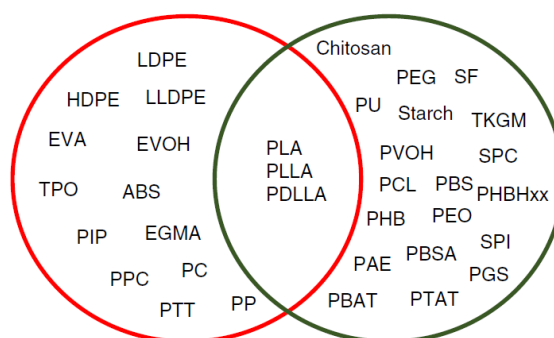 LDPE
HDPE
LLDPE
EVA
EVOH
TPO
ABS
PIP
EGMA
PPC
PC
PTT
PP
PLA
PLLA
PDLLA
Chitosan
PEG
SF
PU
Starch
TKGM
PVOH
SPC
PCL
PBS
PHBHxx
PHB
PEO
SPI
PAE
PBSA
PGS
PBAT
PTAT